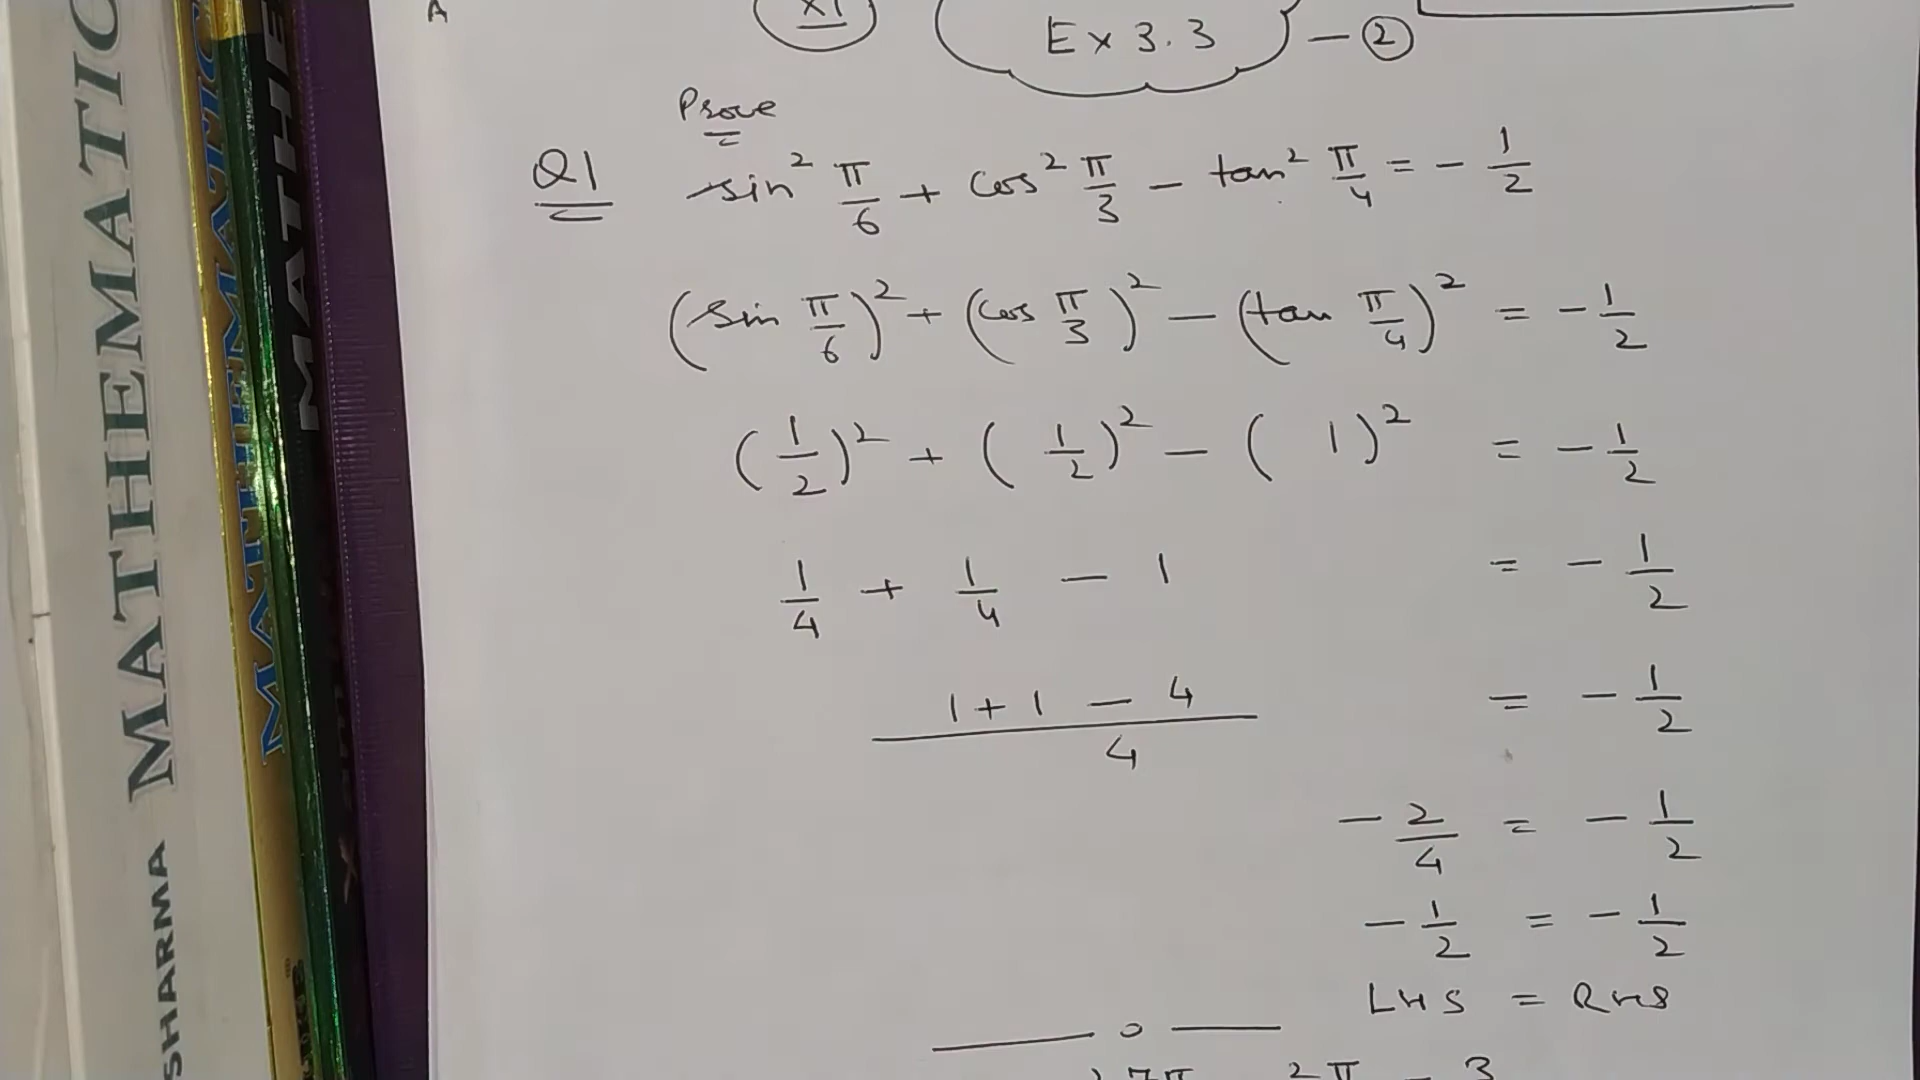 MATHEMATIC
SHARMA
MATHEMATIC
MATHE
A
XI
Ex 3.3 — ②
Prove
Q1 sin² π/6 + cos² π/3 − tan² π/4 = − 1/2
(sin π/6)² + (cos π/3)² − (tan π/4)² = − 1/2
(1/2)² + (1/2)² − ( 1)² = − 1/2
1/4 + 1/4 − 1 = − 1/2
1 + 1 − 4 / 4 = − 1/2
− 2/4 = − 1/2
− 1/2 = − 1/2
LHS = RHS